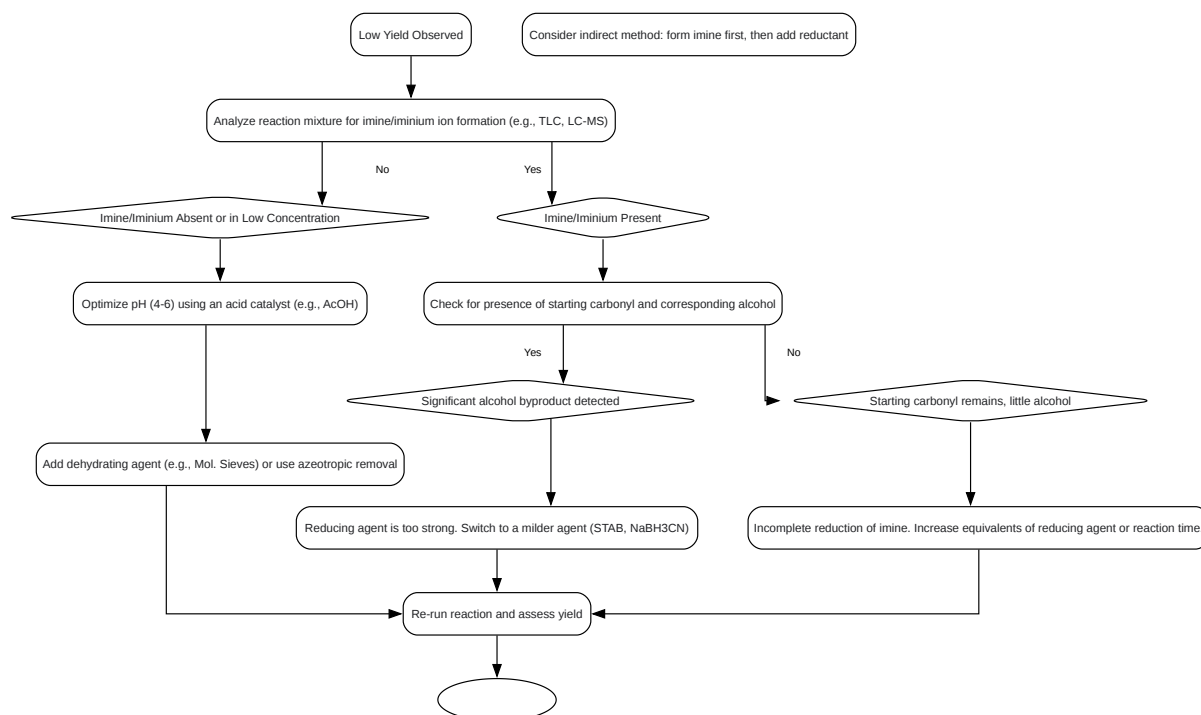 Low Yield Observed
Consider indirect method: form imine first, then add reductant
Analyze reaction mixture for imine/iminium ion formation (e.g., TLC, LC-MS)
No
Yes
Imine/Iminium Absent or in Low Concentration
Imine/Iminium Present
Optimize pH (4-6) using an acid catalyst (e.g., AcOH)
Check for presence of starting carbonyl and corresponding alcohol
Yes
No
Significant alcohol byproduct detected
Starting carbonyl remains, little alcohol
Add dehydrating agent (e.g., Mol. Sieves) or use azeotropic removal
Reducing agent is too strong. Switch to a milder agent (STAB, NaBH3CN)
Incomplete reduction of imine. Increase equivalents of reducing agent or reaction time.
Re-run reaction and assess yield